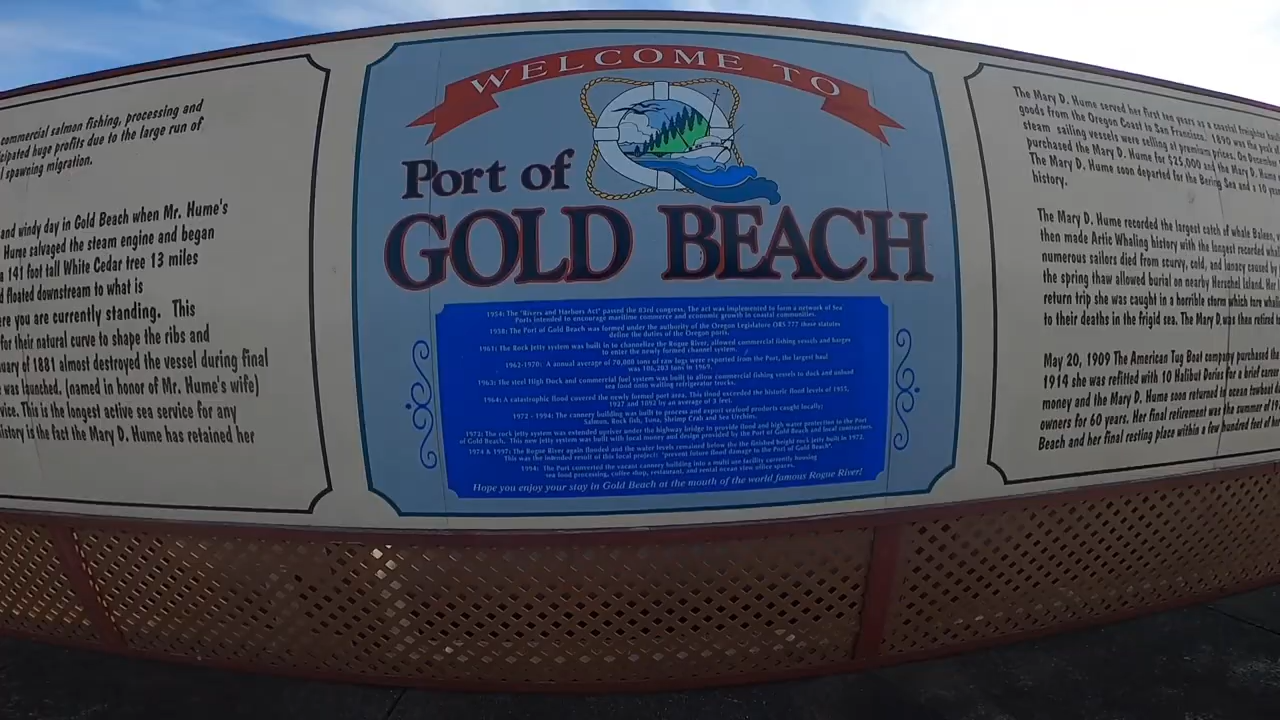 commercial salmon fishing, processing and
cipated huge profits due to the large run of
spawning migration.
and windy day in Gold Beach when Mr. Hume's
Hume salvaged the steam engine and began
a 141 foot tall White Cedar tree 13 miles
d floated downstream to what is
re you are currently standing. This
for their natural curve to shape the ribs and
uary of 1881 almost destroyed the vessel during final
was launched. (named in honor of Mr. Hume's wife)
vice. This is the longest active sea service for any
istory is the fact the Mary D. Hume has retained her
WELCOME TO
Port of
GOLD BEACH
1954: The "Rivers and Harbors Act" passed the 83rd congress. The act was implemented to form a network of Sea
Ports intended to encourage maritime commerce and economic growth in coastal communities.
1958: The Port of Gold Beach was formed under the authority of the Oregon Legislature ORS 777 these statutes
define the duties of the Oregon ports.
1961: The Rock Jetty system was built in to channelize the Rogue River, allowed commercial fishing vessels and barges
to enter the newly formed channel system.
1962-1970: A annual average of 70,000 tons of raw logs were exported from the Port, the largest haul
was 106,203 tons in 1969.
1963: The steel High Dock and commercial fuel system was built to allow commercial fishing vessels to dock and unload
sea food onto waiting refrigerator trucks.
1964: A catastrophic flood covered the newly formed port area. This flood exceeded the historic flood levels of 1955,
1927 and 1892 by an average of 3 feet.
1972 - 1994: The cannery building was built to process and export seafood products caught locally:
Salmon, Rock fish, Tuna, Shrimp Crab and Sea Urchins.
1972: The rock jetty system was extended upriver under the highway bridge to provide flood and high water protection to the Port
of Gold Beach. This new jetty system was built with local money and design provided by the Port of Gold Beach and local contractors.
1974 & 1997: The Rogue River again flooded and the water levels remained below the the finished height rock jetty built in 1972.
This was the intended result of this local project: "prevent future flood damage to the Port of Gold Beach".
1994: The Port converted the vacant cannery building into a multi use facility currently housing
sea food processing, coffee shop, restaurant, and rental ocean view office spaces.
Hope you enjoy your stay in Gold Beach at the mouth of the world famous Rogue River!
The Mary D. Hume served her first ten years as a coastal freighter
goods from the Oregon Coast to San Francisco. 1890 was the peak
steam sailing vessels were selling at premium prices. On December
purchased the Mary D. Hume for $25,000 and the Mary D. Hume
The Mary D. Hume soon departed for the Bering Sea and a 10 year
history.
The Mary D. Hume recorded the largest catch of whale Baleen,
then made Artic Whaling history with the longest recorded
numerous sailors died from scurvy, cold, and lunacy caused by
the spring thaw allowed burial on nearby Herschel Island. Her
return trip she was caught in a horrible storm which tore
to their deaths in the frigid sea. The Mary D. was then retired
May 20, 1909 The American Tug Boat company purchased
1914 she was refitted with 10 Halibut Dories for a brief career
money and the Mary D. Hume soon returned to ocean towboat
owners for 60 years. Her final retirement was the summer of
Beach and her final resting place within a few hundred feet of